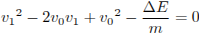 v₁² − 2v₀v₁ + v₀² − ΔE/m = 0